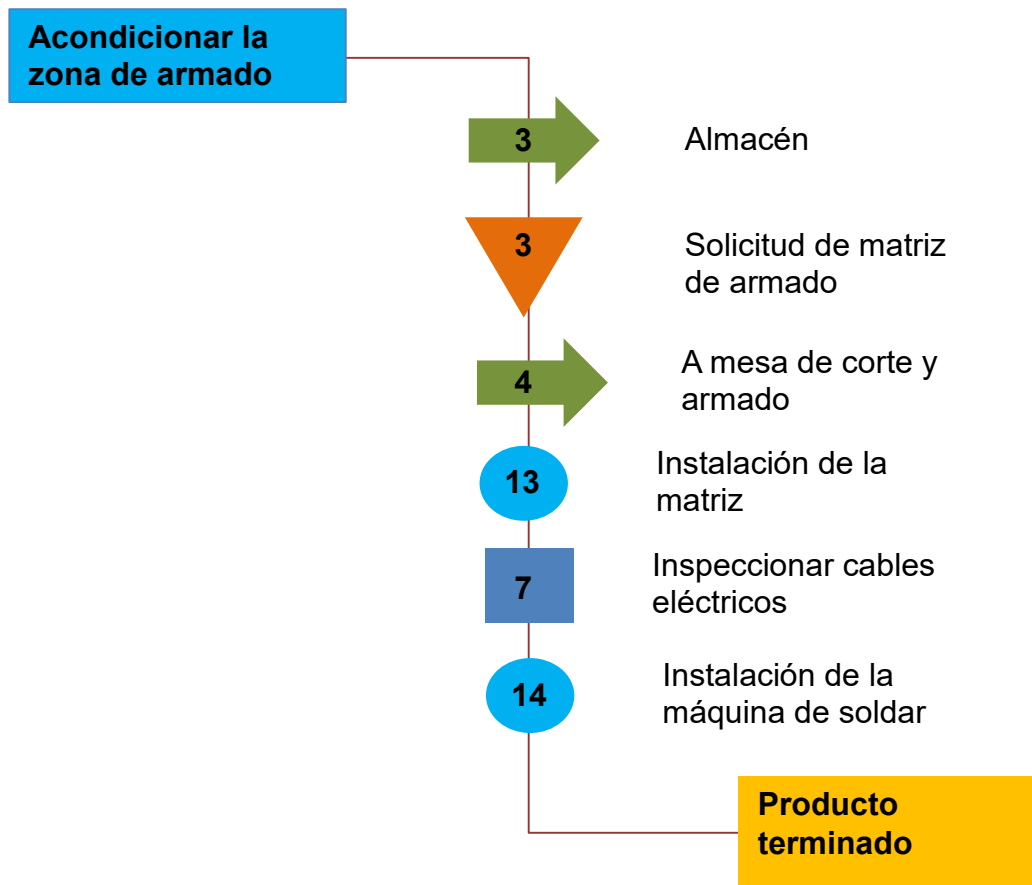 Acondicionar la
zona de armado
3
Almacén
3
Solicitud de matriz
de armado
4
A mesa de corte y
armado
13
Instalación de la
matriz
7
Inspeccionar cables
eléctricos
14
Instalación de la
máquina de soldar
Producto
terminado